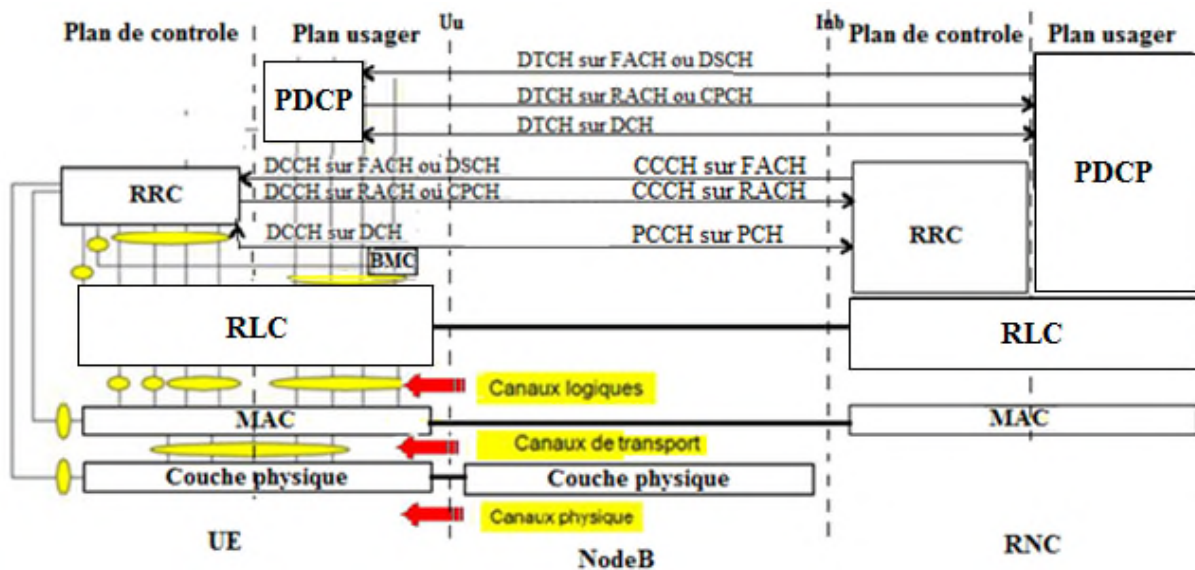 Plan de controle
Plan usager
Uu
Iub
Plan de controle
Plan usager
DTCH sur FACH ou DSCH
PDCP
DTCH sur RACH ou CPCH
DTCH sur DCH
DCCH sur FACH ou DSCH
CCCH sur FACH
PDCP
RRC
DCCH sur RACH ou CPCH
CCCH sur RACH
RRC
DCCH sur DCH
PCCH sur PCH
BMC
RLC
RLC
Canaux logiques
MAC
MAC
Canaux de transport
Couche physique
Couche physique
Canaux physique
UE
NodeB
RNC